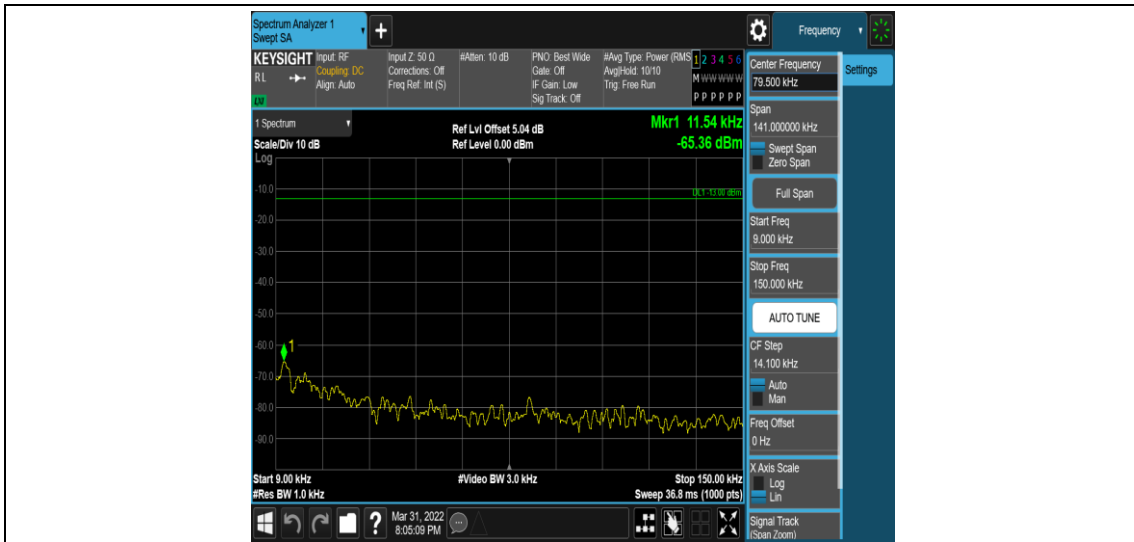 Spectrum Analyzer 1
Swept SA
+
Frequency
KEYSIGHT
RL
LXI
Input: RF
Coupling: DC
Align: Auto
Input Z: 50 Ω
Corrections: Off
Freq Ref: Int (S)
#Atten: 10 dB
PNO: Best Wide
Gate: Off
IF Gain: Low
Sig Track: Off
#Avg Type: Power (RMS
Avg|Hold: 10/10
Trig: Free Run
1 2 3 4 5 6
M W W W W W
P P P P P P
1 Spectrum
Scale/Div 10 dB
Log
Ref Lvl Offset 5.04 dB
Ref Level 0.00 dBm
Mkr1 11.54 kHz
-65.36 dBm
DL1 -13.00 dBm
-10.0
-20.0
-30.0
-40.0
-50.0
-60.0
1
-70.0
-80.0
-90.0
Start 9.00 kHz
#Res BW 1.0 kHz
#Video BW 3.0 kHz
Stop 150.00 kHz
Sweep 36.8 ms (1000 pts)
Center Frequency
79.500 kHz
Settings
Span
141.000000 kHz
Swept Span
Zero Span
Full Span
Start Freq
9.000 kHz
Stop Freq
150.000 kHz
AUTO TUNE
CF Step
14.100 kHz
Auto
Man
Freq Offset
0 Hz
X Axis Scale
Log
Lin
Signal Track
(Span Zoom)
?
Mar 31, 2022
8:05:09 PM